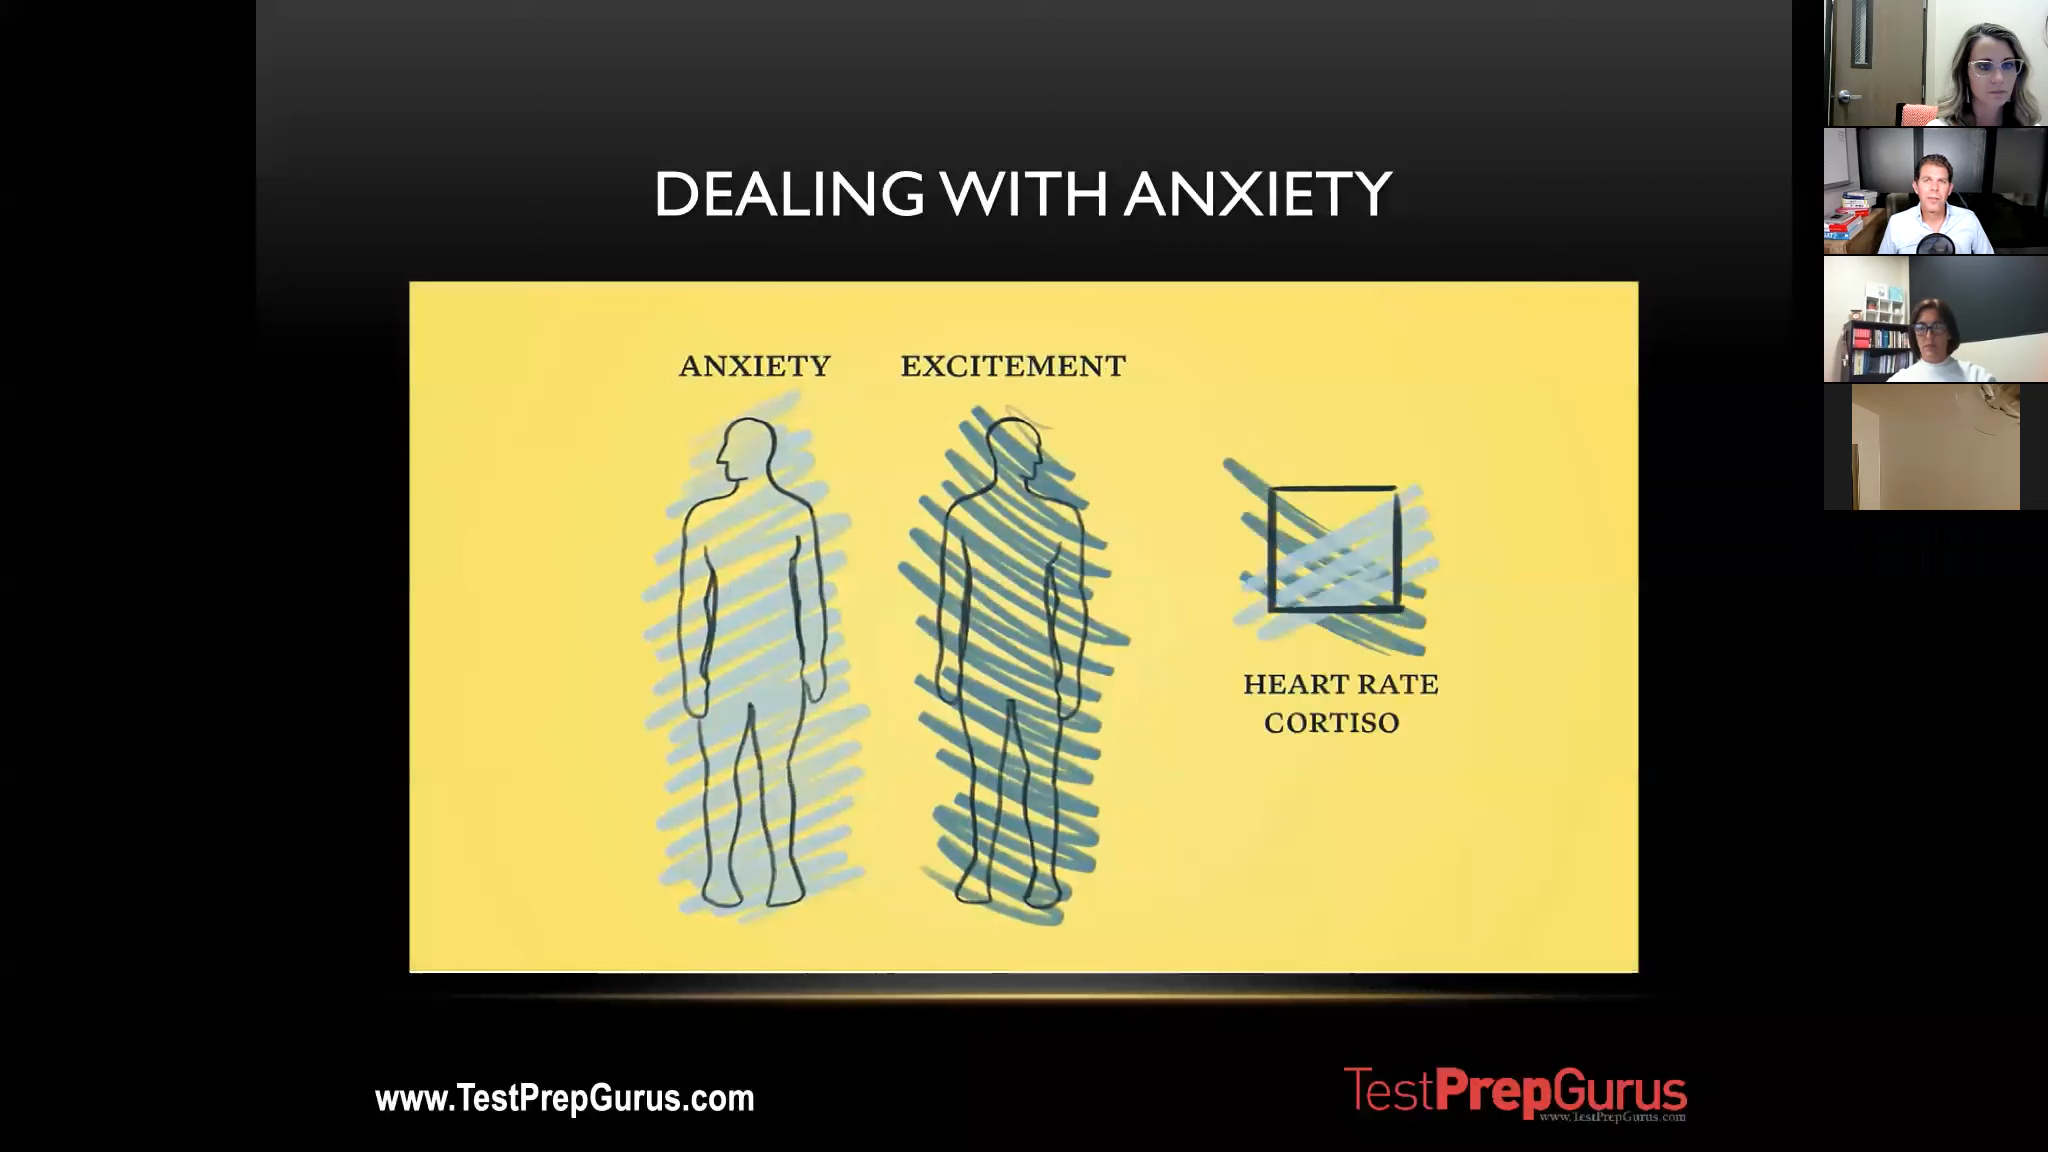 DEALING WITH ANXIETY
ANXIETY EXCITEMENT
HEART RATE
CORTISO
www.TestPrepGurus.com
TestPrepGurus
www.TestPrepGurus.com